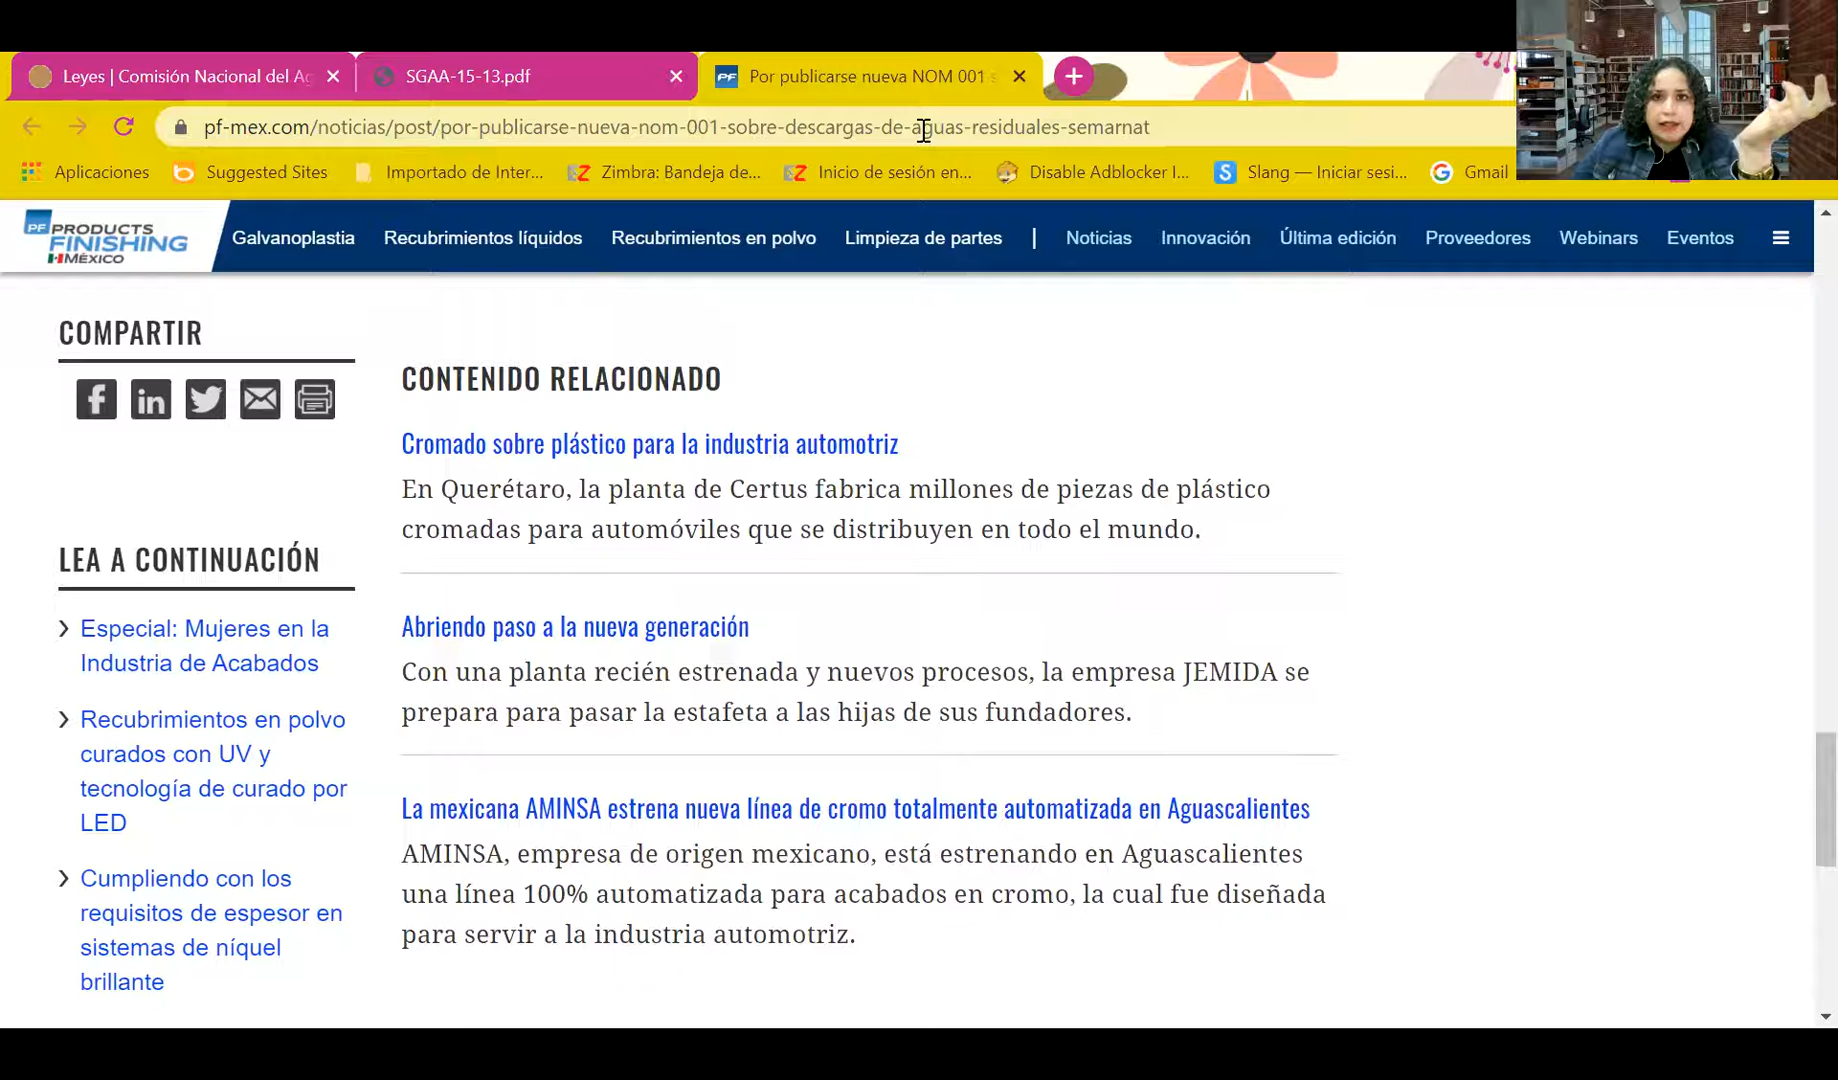 Leyes | Comisión Nacional del Ag
SGAA-15-13.pdf
PF Por publicarse nueva NOM 001 s
pf-mex.com/noticias/post/por-publicarse-nueva-nom-001-sobre-descargas-de-aguas-residuales-semarnat
Aplicaciones
Suggested Sites
Importado de Inter...
Zimbra: Bandeja de...
Inicio de sesión en...
Disable Adblocker I...
Slang — Iniciar sesi...
Gmail
PF PRODUCTS
FINISHING
MÉXICO
Galvanoplastia
Recubrimientos líquidos
Recubrimientos en polvo
Limpieza de partes
|
Noticias
Innovación
Última edición
Proveedores
Webinars
Eventos
COMPARTIR
LEA A CONTINUACIÓN
Especial: Mujeres en la
Industria de Acabados
Recubrimientos en polvo
curados con UV y
tecnología de curado por
LED
Cumpliendo con los
requisitos de espesor en
sistemas de níquel
brillante
CONTENIDO RELACIONADO
Cromado sobre plástico para la industria automotriz
En Querétaro, la planta de Certus fabrica millones de piezas de plástico
cromadas para automóviles que se distribuyen en todo el mundo.
Abriendo paso a la nueva generación
Con una planta recién estrenada y nuevos procesos, la empresa JEMIDA se
prepara para pasar la estafeta a las hijas de sus fundadores.
La mexicana AMINSA estrena nueva línea de cromo totalmente automatizada en Aguascalientes
AMINSA, empresa de origen mexicano, está estrenando en Aguascalientes
una línea 100% automatizada para acabados en cromo, la cual fue diseñada
para servir a la industria automotriz.